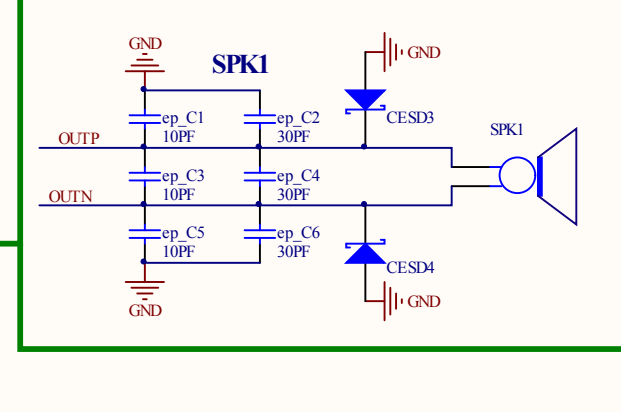 GND
SPK1
GND
ep_C1
10PF
ep_C2
30PF
CESD3
SPK1
OUTP
ep_C3
10PF
ep_C4
30PF
OUTN
ep_C5
10PF
ep_C6
30PF
CESD4
GND
GND